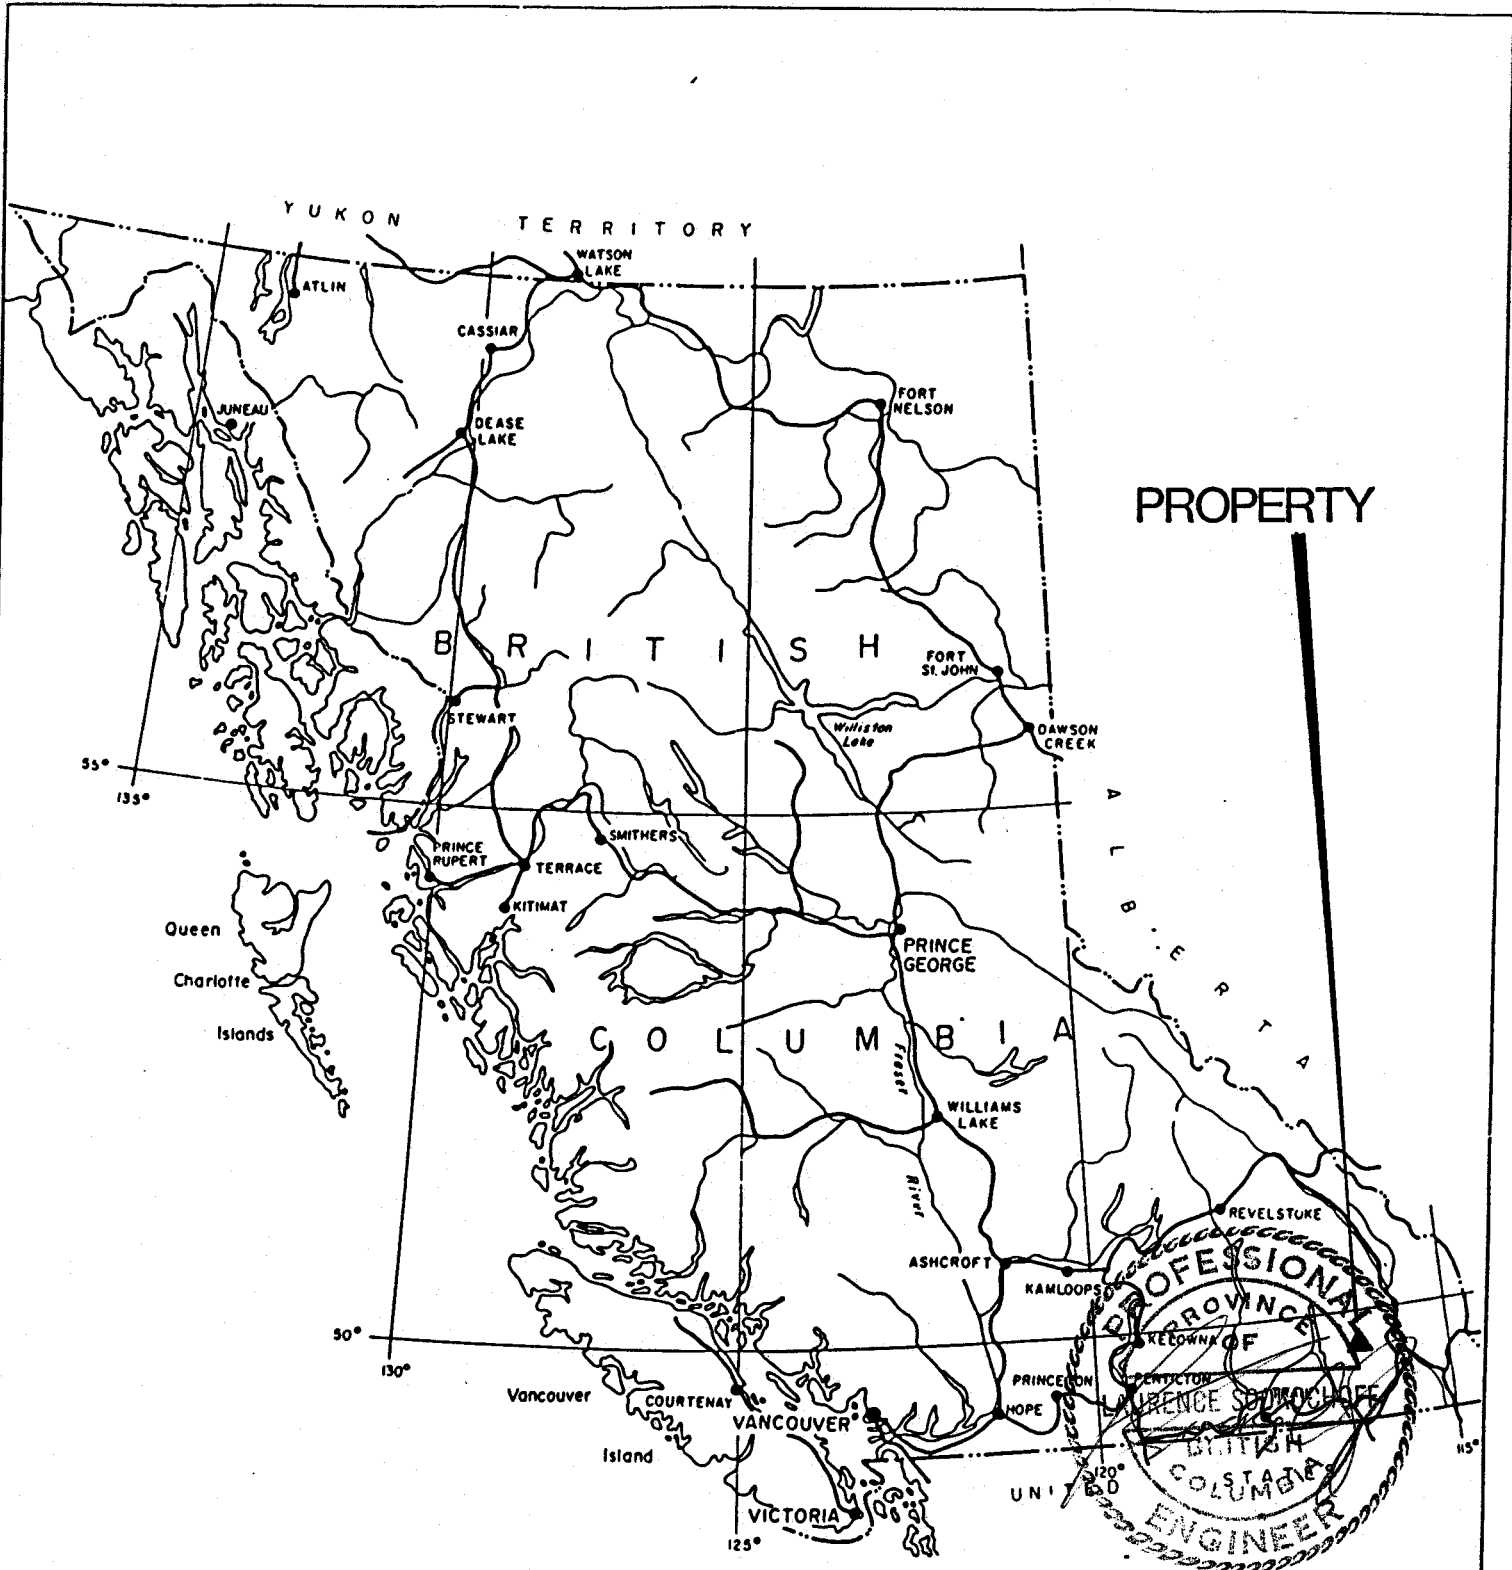 YUKON TERRITORY
WATSON
LAKE
ATLIN
CASSIAR
FORT
NELSON
JUNEAU
DEASE
LAKE
PROPERTY
BRITISH
FORT
St. JOHN
STEWART
Williston
Lake
DAWSON
CREEK
55°
135°
ALBERTA
SMITHERS
PRINCE
RUPERT
TERRACE
KITIMAT
Queen
Charlotte
Islands
PRINCE
GEORGE
COLUMBIA
Fraser
River
WILLIAMS
LAKE
REVELSTOKE
ASHCROFT
KAMLOOPS
50°
130°
KELOWNA
PRINCETON
PENTICTON
Vancouver
Island
COURTENAY
VANCOUVER
HOPE
VICTORIA
125°
120°
115°
UNITED STATES
PROFESSIONAL
PROVINCE
OF
BRITISH
COLUMBIA
ENGINEER